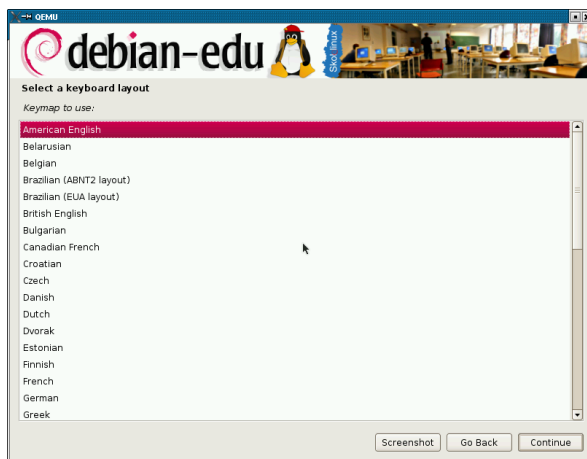 QEMU
debian-edu
Skolelinux
Select a keyboard layout
Keymap to use:
American English
Belarusian
Belgian
Brazilian (ABNT2 layout)
Brazilian (EUA layout)
British English
Bulgarian
Canadian French
Croatian
Czech
Danish
Dutch
Dvorak
Estonian
Finnish
French
German
Greek
Screenshot
Go Back
Continue